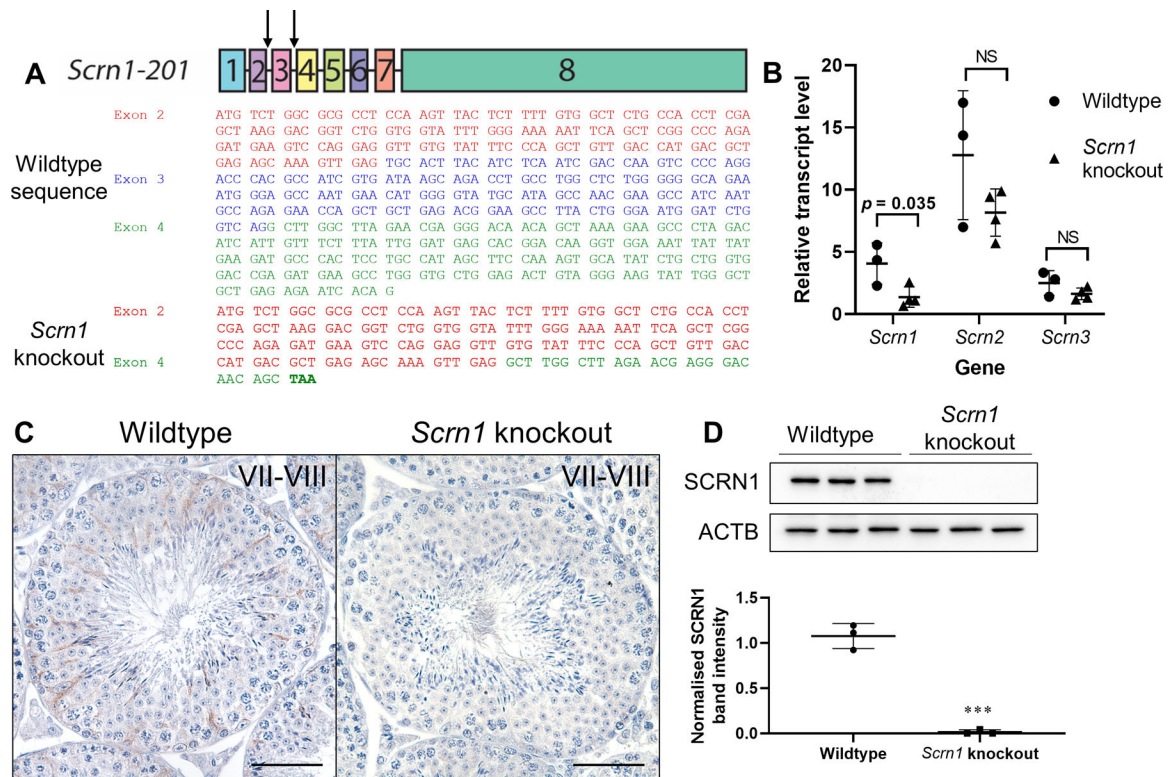 A
Scrn1-201
1 2 3 4 5 6 7 8
Exon 2 ATG TCT GGC GCG CCT CCA AGT TAC TCT TTT GTG GCT CTG CCA CCT CGA
GCT AAG GAC GGT CTG GTG GTA TTT GGG AAA AAT TCA GCT CGG CCC AGA
GAT GAA GTC CAG GAG GTT GTG TAT TTC CCA GCT GTT GAC CAT GAC GCT
GAG AGC AAA GTT GAG TGC ACT TAC ATC TCA ATC GAC CAA GTC CCC AGG
Wildtype sequence
Exon 3 ACC CAC GCC ATC GTG ATA AGC AGA CCT GCC TGG CTC TGG GGG GCA GAA
ATG GGA GCC AAT GAA CAT GGG GTA TGC ATA GCC AAC GAA GCC ATC AAT
GCC AGA GAA CCA GCT GCT GAG ACG GAA GCC TTA CTG GGA ATG GAT CTG
Exon 4 GTC AGG CTT GGC TTA GAA CGA GGG ACA ACA GCT AAA GAA GCC CTA GAC
ATC ATT GTT TCT TTA TTG GAT GAG CAC GGA CAA GGT GGG AAT TAT TAT
GAA GAT GCC CAC TCC TGC CAT AGC TTC CAA AGT GCA TAT CTG CTG GTG
GAC CGA GAT GAA GCC TGG GTG CTG GAG ACT GTA GGG AAG TAT TGG GCT
GCT GAG AGA ATC ACA G
Scrn1 knockout
Exon 2 ATG TCT GGC GCG CCT CCA AGT TAC TCT TTT GTG GCT CTG CCA CCT
CGA GCT AAG GAC GGT CTG GTG GTA TTT GGG AAA AAT TCA GCT CGG
CCC AGA GAT GAA GTC CAG GAG GTT GTG TAT TTC CCA GCT GTT GAC
Exon 4 CAT GAC GCT GAG AGC AAA GTT GAG GCT TGG CTT AGA ACG AGG GAC
AAC AGC TAA
B
Relative transcript level
20
15
10
5
0
p = 0.035
NS
NS
Wildtype
Scrn1 knockout
Scrn1 Scrn2 Scrn3
Gene
C
Wildtype
Scrn1 knockout
VII-VIII
VII-VIII
D
Wildtype
Scrn1 knockout
SCRN1
ACTB
Normalised SCRN1
band intensity
1.5
1.0
0.5
0.0
***
Wildtype
Scrn1 knockout